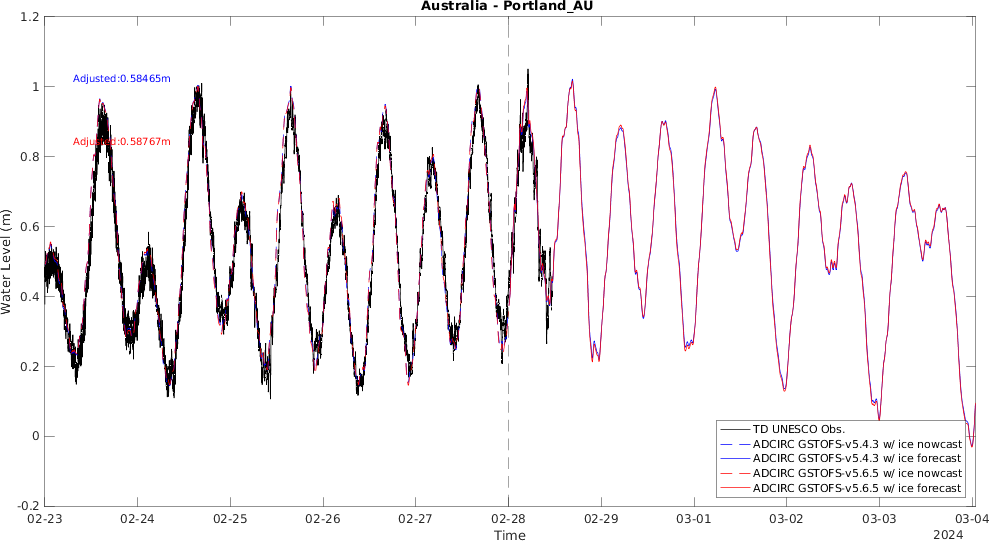 Australia - Portland_AU
1.2
1
0.8
0.6
0.4
0.2
0
-0.2
Water Level (m)
Adjusted:0.58465m
Adjusted:0.58767m
TD UNESCO Obs.
ADCIRC GSTOFS-v5.4.3 w/ ice nowcast
ADCIRC GSTOFS-v5.4.3 w/ ice forecast
ADCIRC GSTOFS-v5.6.5 w/ ice nowcast
ADCIRC GSTOFS-v5.6.5 w/ ice forecast
02-23 02-24 02-25 02-26 02-27 02-28 02-29 03-01 03-02 03-03 03-04
Time
2024